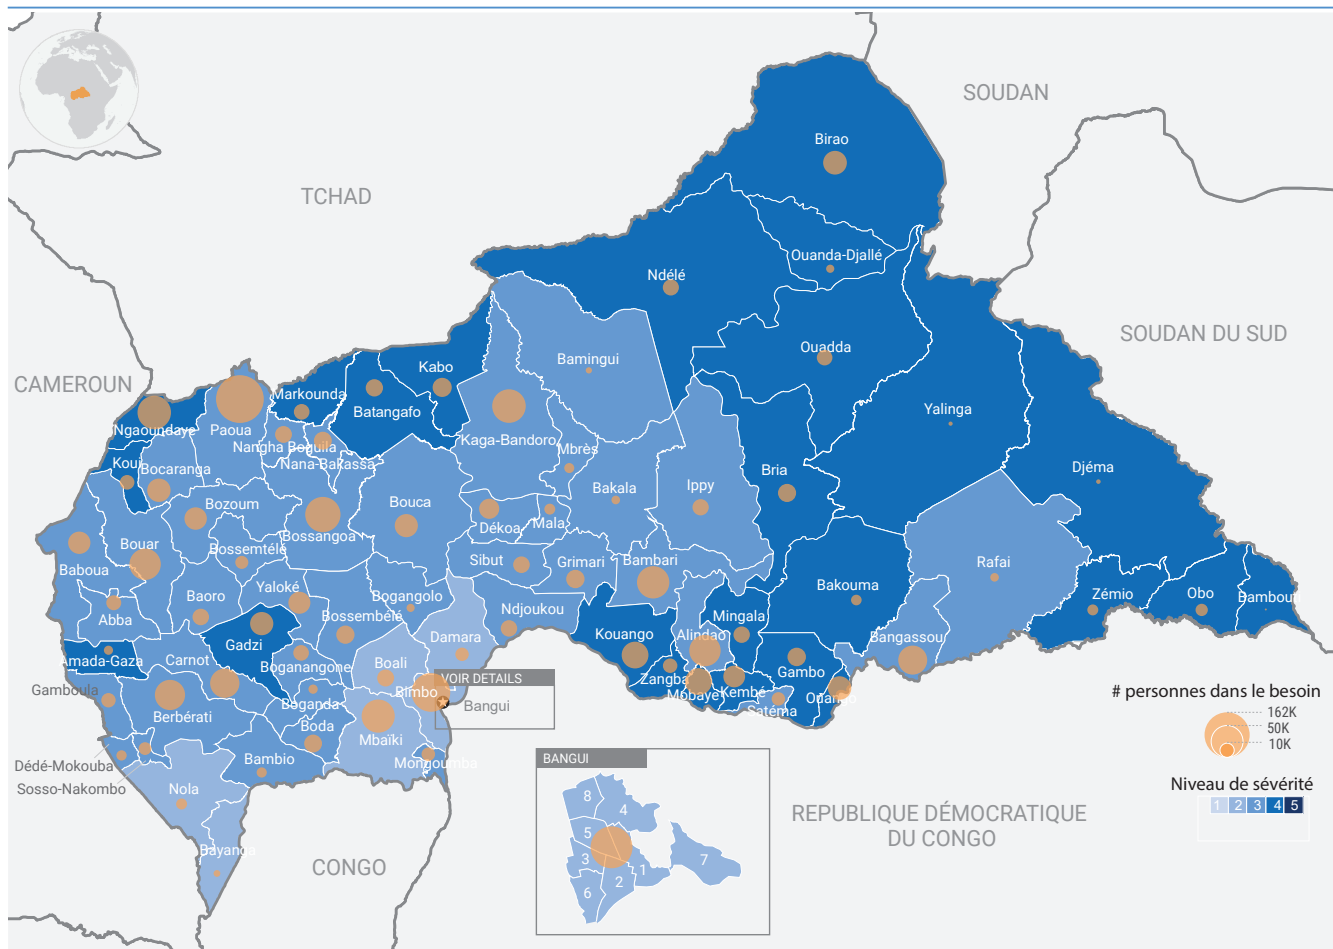 SOUDAN
Birao
TCHAD
Ouanda-Djallé
Ndélé
SOUDAN DU SUD
Ouadda
Bamingui
Kabo
CAMEROUN
Markounda
Batangafo
Yalinga
Ngaoundaye
Paoua
Nangha Boguila
Kaga-Bandoro
Mbrès
Koui
Bocaranga
Nana-Bakassa
Bria
Djéma
Bakala
Ippy
Bouca
Bozoum
Dékoa
Mala
Bossangoa
Bouar
Bossemtélé
Sibut
Grimari
Bambari
Rafai
Baboua
Yaloké
Bakouma
Baoro
Bogangolo
Ndjoukou
Zémio
Obo
Abba
Bossembélé
Mingala
Gadzi
Damara
Kouango
Alindao
Bangassou
Amada-Gaza
Carnot
Boganangone
Boali
Gambo
VOIR DETAILS
Zangba
Gamboula
Bimbo
Mobaye
Kembé
Ouango
# personnes dans le besoin
Boganda
Bangui
Satéma
162K
Berbérati
Boda
Mbaïki
50K
10K
Bambio
Mongoumba
BANGUI
Dédé-Mokouba
Sosso-Nakombo
Nola
Niveau de sévérité
8
4
1 2 3 4 5
REPUBLIQUE DÉMOCRATIQUE
DU CONGO
5
Bayanga
3
7
CONGO
1
2
6